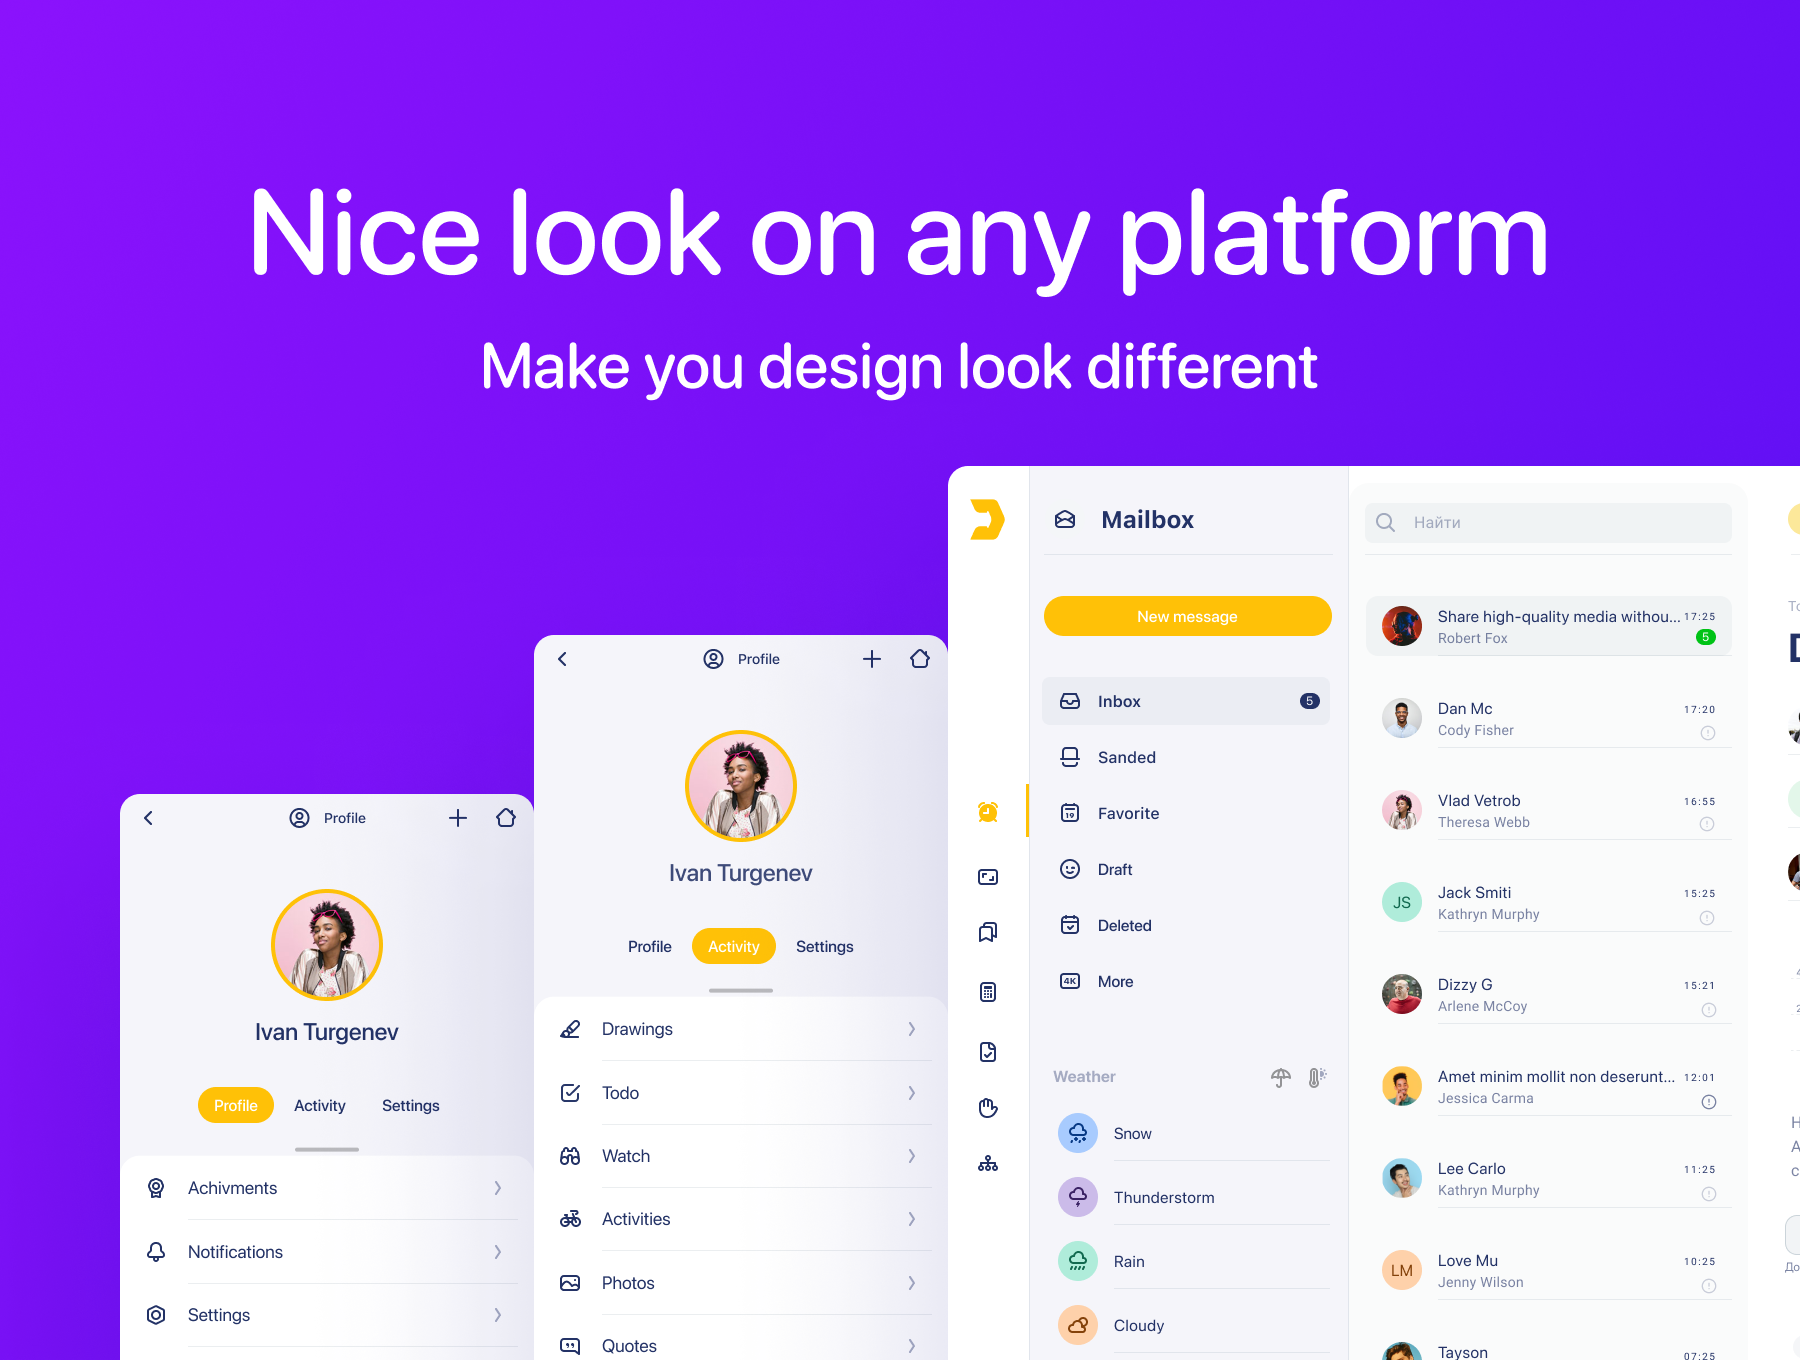 Nice look on any platform
Make you design look different
Profile
Ivan Turgenev
Profile Activity Settings
Achivments
Notifications
Settings
Profile
Ivan Turgenev
Profile Activity Settings
Drawings
Todo
Watch
Activities
Photos
Quotes
Mailbox
New message
Inbox 5
Sanded
Favorite
19
Draft
Deleted
4K More
Weather
Snow
Thunderstorm
Rain
Cloudy
Найти
Share high-quality media withou... 17:25
Robert Fox 5
Dan Mc 17:20
Cody Fisher
Vlad Vetrob 16:55
Theresa Webb
JS
Jack Smiti 15:25
Kathryn Murphy
Dizzy G 15:21
Arlene McCoy
Amet minim mollit non deserunt... 12:01
Jessica Carma
Lee Carlo 11:25
Kathryn Murphy
LM
Love Mu 10:25
Jenny Wilson
Tayson 07:25